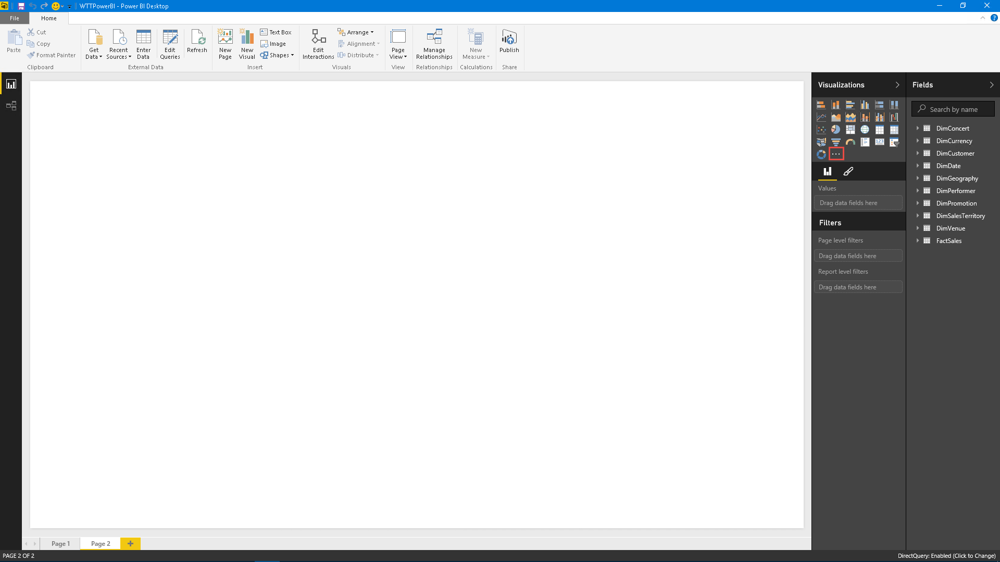 WTTPowerBI - Power BI Desktop
File
Home
?
Paste
Cut
Copy
Format Painter
Clipboard
Get Data
Recent Sources
Enter Data
Edit Queries
Refresh
External Data
New Page
New Visual
Text Box
Image
Shapes
Insert
Edit Interactions
Arrange
Alignment
Distribute
Visuals
Page View
View
Manage Relationships
Relationships
New Measure
Calculations
Publish
Share
Visualizations
123
...
Values
Drag data fields here
Filters
Page level filters
Drag data fields here
Report level filters
Drag data fields here
Fields
Search by name
DimConcert
DimCurrency
DimCustomer
DimDate
DimGeography
DimPerformer
DimPromotion
DimSalesTerritory
DimVenue
FactSales
Page 1
Page 2
+
PAGE 2 OF 2
DirectQuery: Enabled (Click to Change)